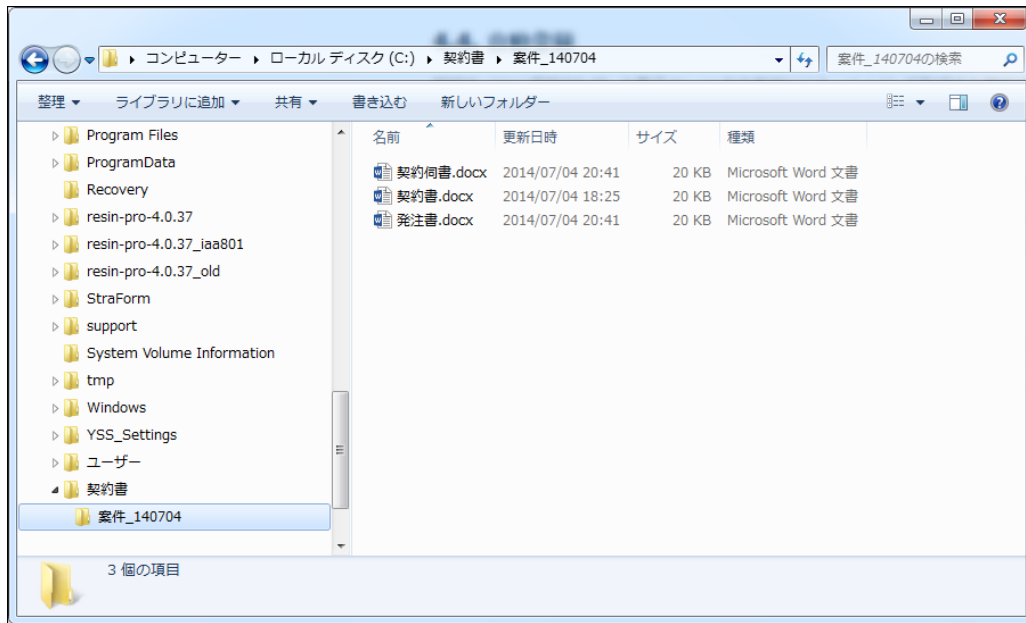 4.4. 自動登録
コンピューター ▸ ローカル ディスク (C:) ▸ 契約書 ▸ 案件_140704
案件_140704の検索
整理 ライブラリに追加 共有 書き込む 新しいフォルダー
Program Files
ProgramData
Recovery
resin-pro-4.0.37
resin-pro-4.0.37_iaa801
resin-pro-4.0.37_old
StraForm
support
System Volume Information
tmp
Windows
YSS_Settings
ユーザー
契約書
案件_140704
名前 更新日時 サイズ 種類
契約伺書.docx 2014/07/04 20:41 20 KB Microsoft Word 文書
契約書.docx 2014/07/04 18:25 20 KB Microsoft Word 文書
発注書.docx 2014/07/04 20:41 20 KB Microsoft Word 文書
3 個の項目